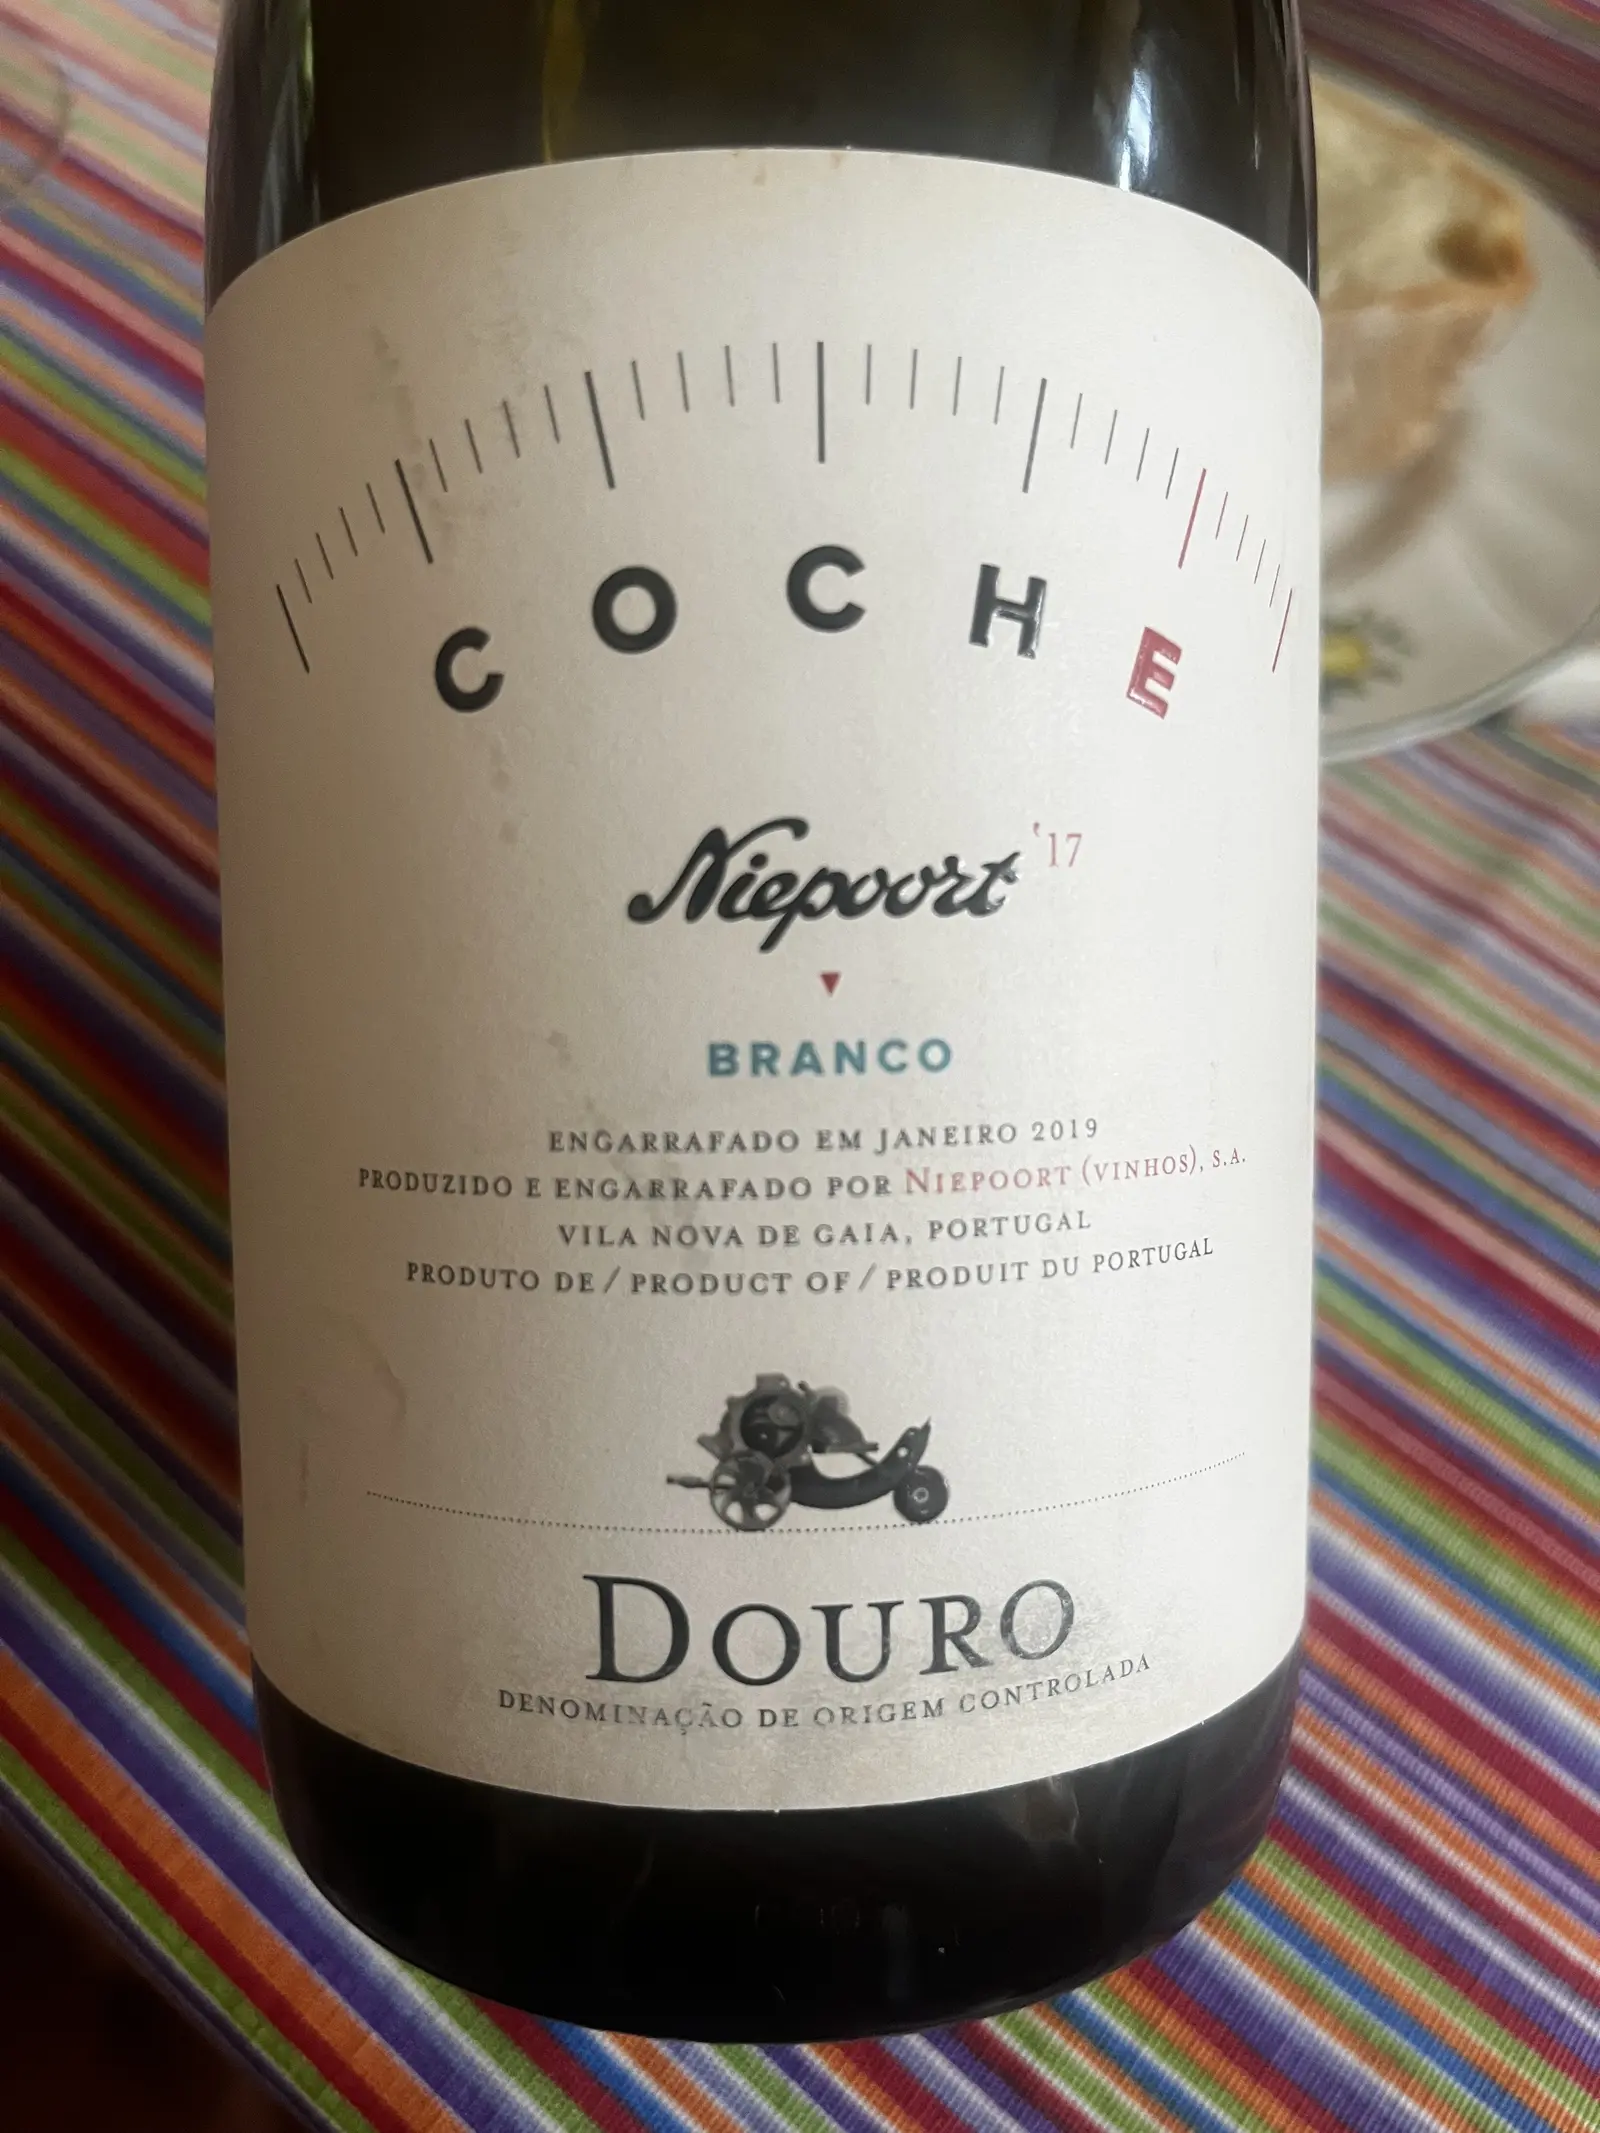 COCHE
Niepoort '17
BRANCO
ENGARRAFADO EM JANEIRO 2019
PRODUZIDO E ENGARRAFADO POR NIEPOORT (VINHOS), S.A.
VILA NOVA DE GAIA, PORTUGAL
PRODUTO DE / PRODUCT OF / PRODUIT DU PORTUGAL
DOURO
DENOMINAÇÃO DE ORIGEM CONTROLADA